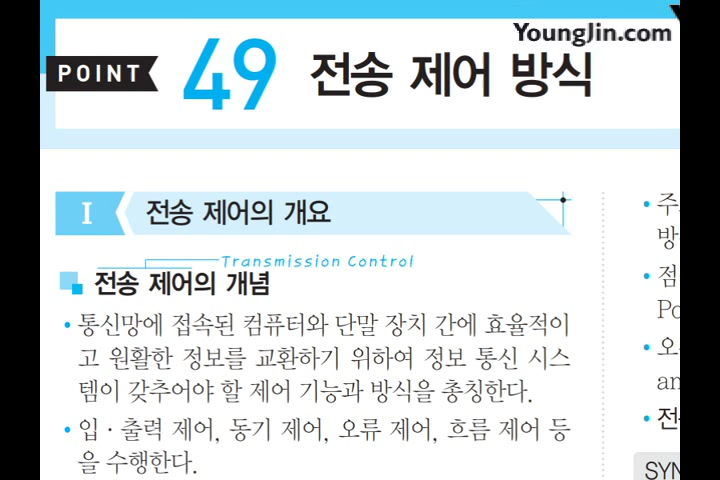 YoungJin.com
POINT 49 전송 제어 방식
I 전송 제어의 개요
Transmission Control
전송 제어의 개념
• 통신망에 접속된 컴퓨터와 단말 장치 간에 효율적이
고 원활한 정보를 교환하기 위하여 정보 통신 시스
템이 갖추어야 할 제어 기능과 방식을 총칭한다.
• 입·출력 제어, 동기 제어, 오류 제어, 흐름 제어 등
을 수행한다.
• 점
• 오
SYN